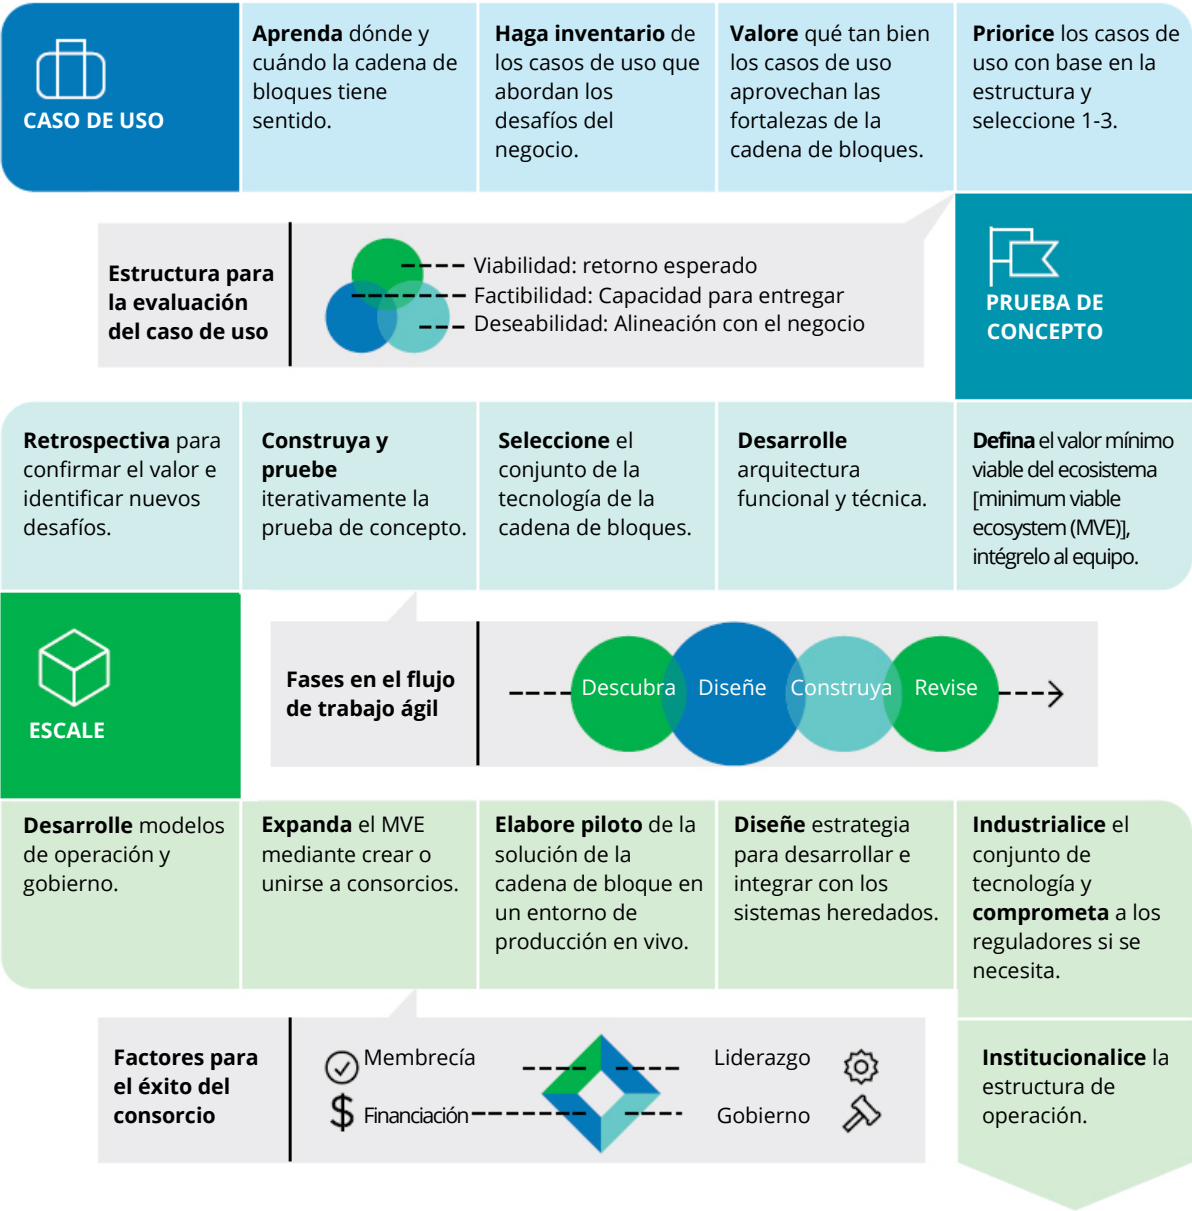 CASO DE USO
Aprenda dónde y
cuándo la cadena de
bloques tiene
sentido.
Haga inventario de
los casos de uso que
abordan los
desafíos del
negocio.
Valore qué tan bien
los casos de uso
aprovechan las
fortalezas de la
cadena de bloques.
Priorice los casos de
uso con base en la
estructura y
seleccione 1-3.
Estructura para
la evaluación
del caso de uso
Viabilidad: retorno esperado
Factibilidad: Capacidad para entregar
Deseabilidad: Alineación con el negocio
PRUEBA DE
CONCEPTO
Retrospectiva para
confirmar el valor e
identificar nuevos
desafíos.
Construya y
pruebe
iterativamente la
prueba de concepto.
Seleccione el
conjunto de la
tecnología de la
cadena de bloques.
Desarrolle
arquitectura
funcional y técnica.
Defina el valor mínimo
viable del ecosistema
[minimum viable
ecosystem (MVE)],
intégrelo al equipo.
ESCALE
Fases en el flujo
de trabajo ágil
Descubra
Diseñe
Construya
Revise
Desarrolle modelos
de operación y
gobierno.
Expanda el MVE
mediante crear o
unirse a consorcios.
Elabore piloto de la
solución de la
cadena de bloque en
un entorno de
producción en vivo.
Diseñe estrategia
para desarrollar e
integrar con los
sistemas heredados.
Industrialice el
conjunto de
tecnología y
comprometa a los
reguladores si se
necesita.
Factores para
el éxito del
consorcio
Membrecía
$ Financiación
Liderazgo
Gobierno
Institucionalice la
estructura de
operación.